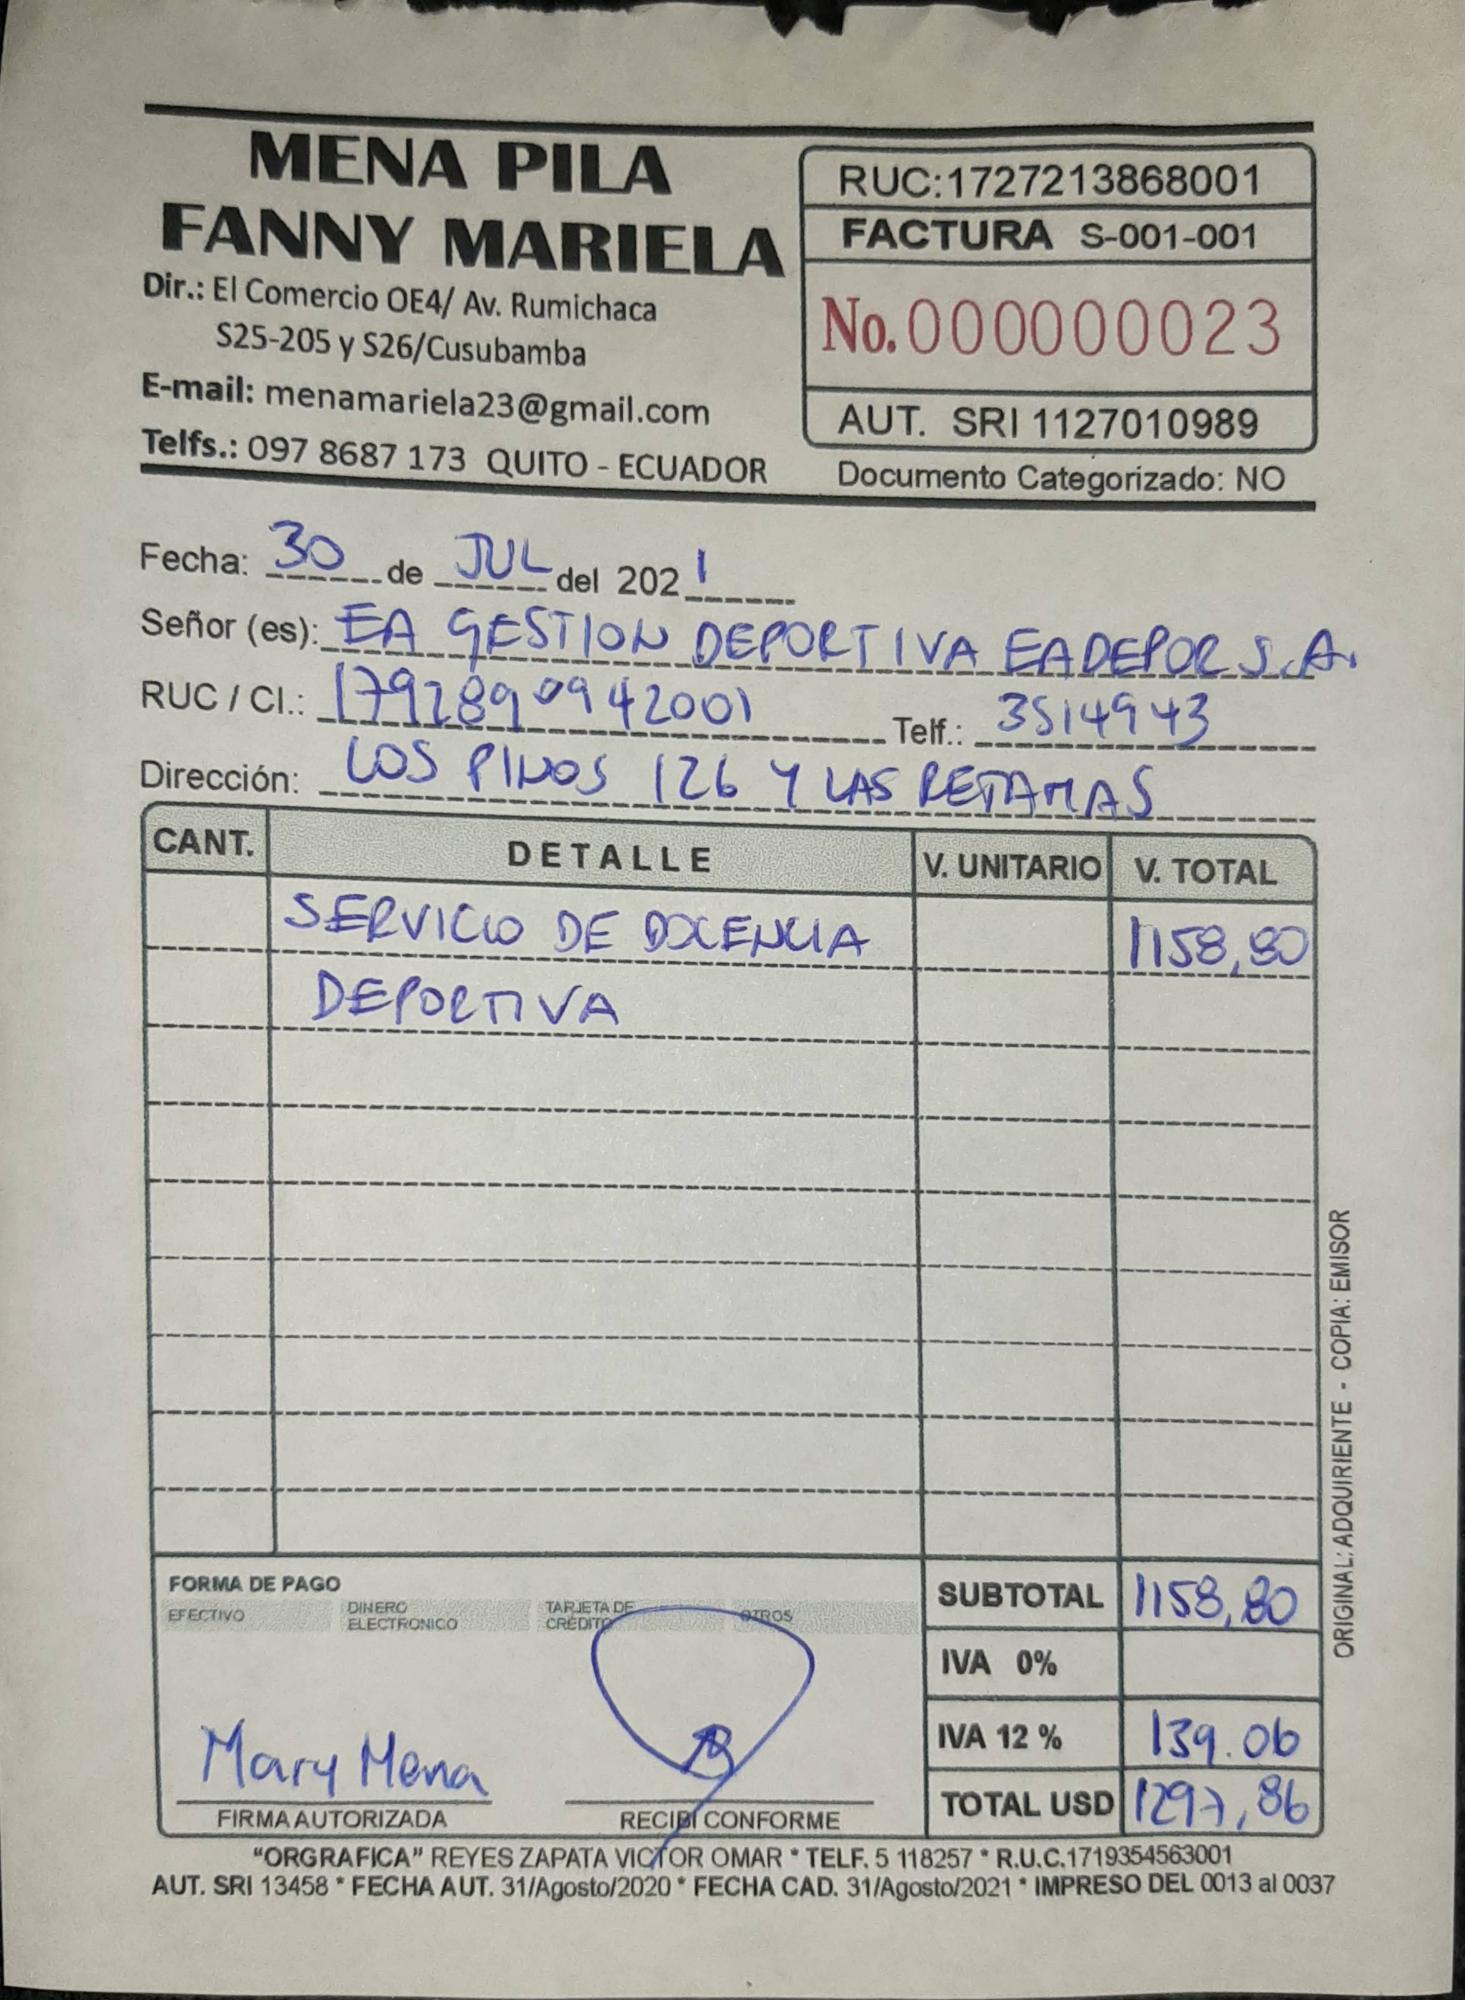 MENA PILA
FANNY MARIELA
Dir.: El Comercio OE4/ Av. Rumichaca
S25-205 y S26/Cusubamba
E-mail: menamariela23@gmail.com
Telfs.: 097 8687 173 QUITO - ECUADOR
RUC:1727213868001
FACTURA S-001-001
No. 000000023
AUT. SRI 1127010989
Documento Categorizado: NO
Fecha: 30 de JUL del 2021
Señor (es): EA GESTION DEPORTIVA EADEPOR S.A.
RUC / CI.: 1792890942001 Telf.: 3514943
Dirección: LOS PINOS 126 Y LAS RETAMAS
CANT. DETALLE V. UNITARIO V. TOTAL
SERVICIO DE DOCENCIA 1158,80
DEPORTIVA
FORMA DE PAGO
EFECTIVO DINERO ELECTRONICO TARJETA DE CRÉDITO OTROS
SUBTOTAL 1158,80
IVA 0%
IVA 12 % 139.06
TOTAL USD 1297,86
Mary Mena
FIRMA AUTORIZADA RECIBÍ CONFORME
ORIGINAL: ADQUIRIENTE - COPIA: EMISOR
"ORGRAFICA" REYES ZAPATA VICTOR OMAR * TELF. 5 118257 * R.U.C.1719354563001
AUT. SRI 13458 * FECHA AUT. 31/Agosto/2020 * FECHA CAD. 31/Agosto/2021 * IMPRESO DEL 0013 al 0037